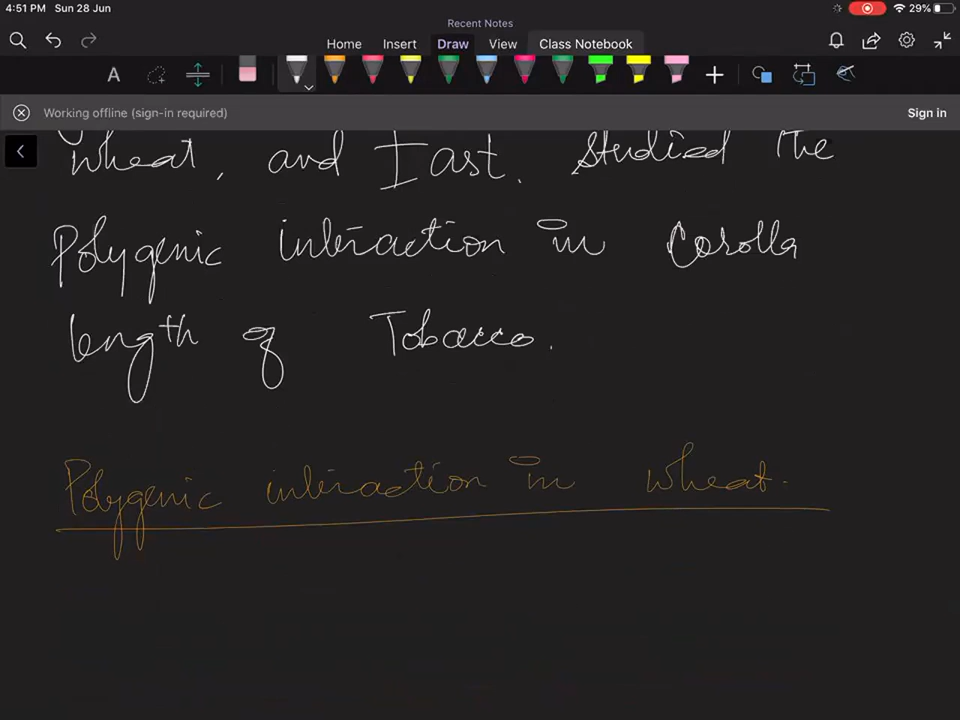 4:51 PM Sun 28 Jun 29%
Recent Notes
Home Insert Draw View Class Notebook
A
Working offline (sign-in required) Sign in
Wheat, and East. studied the
Polygenic interaction in Corolla
length of Tobacco.
Polygenic interaction in wheat.